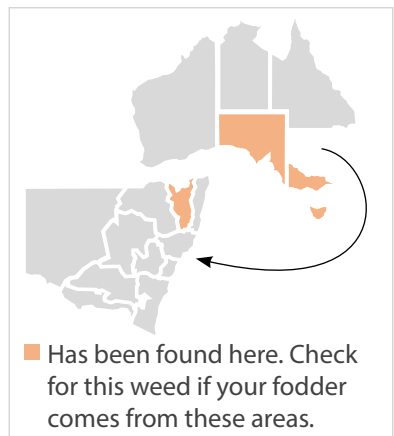 Has been found here. Check
for this weed if your fodder
comes from these areas.